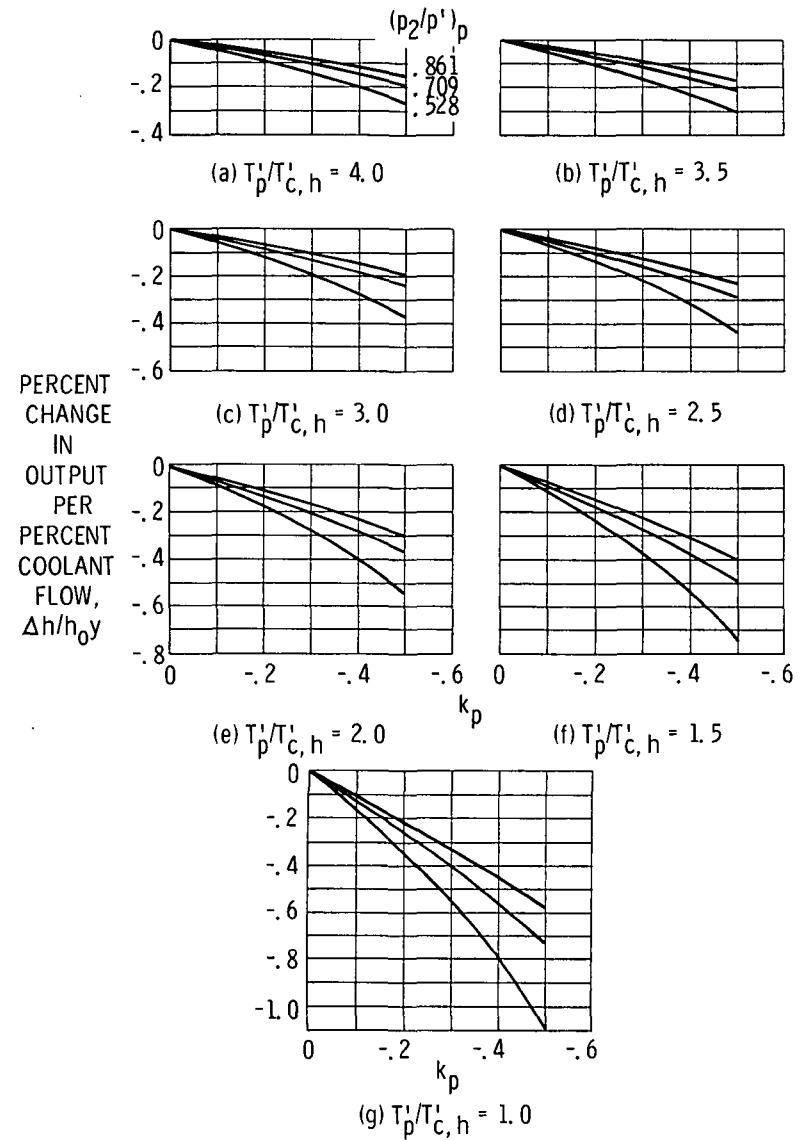 (p₂/p')ₚ
0
-.2
-.4
.861
.709
.528
(a) T'ₚ/T'c, h = 4.0
(b) T'ₚ/T'c, h = 3.5
0
-.2
-.4
-.6
(c) T'ₚ/T'c, h = 3.0
(d) T'ₚ/T'c, h = 2.5
PERCENT
CHANGE
IN
OUTPUT
PER
PERCENT
COOLANT
FLOW,
Δh/h₀y
0
-.2
-.4
-.6
-.8
0 -.2 -.4 -.6 0 -.2 -.4 -.6
kₚ
(e) T'ₚ/T'c, h = 2.0
(f) T'ₚ/T'c, h = 1.5
0
-.2
-.4
-.6
-.8
-1.0
0 -.2 -.4 -.6
kₚ
(g) T'ₚ/T'c, h = 1.0